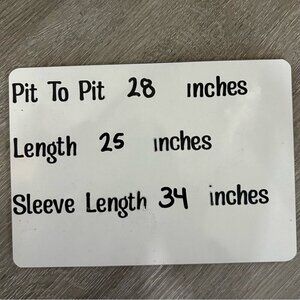 Pit To Pit 28 inches
Length 25 inches
Sleeve Length 34 inches